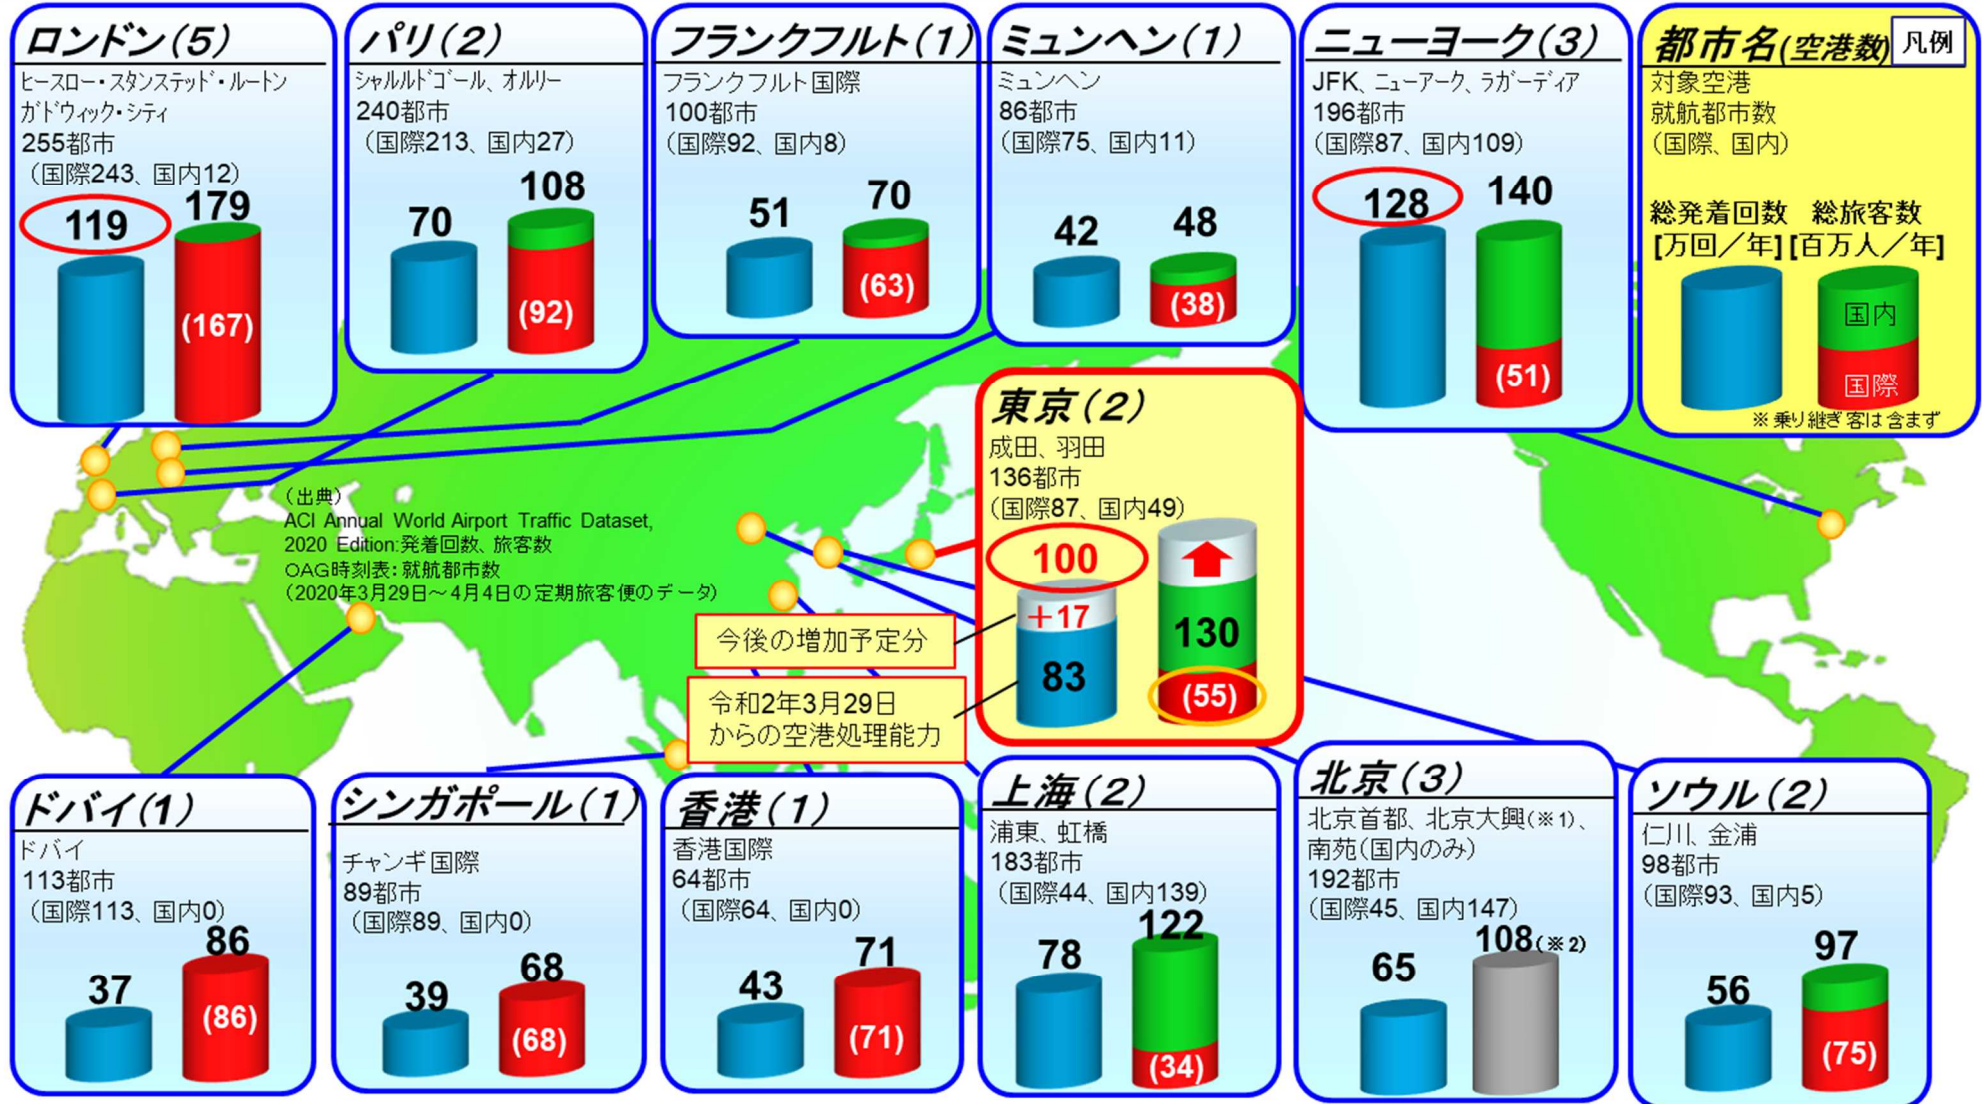 ロンドン(5)
ヒースロー・スタンステッド・ルートン
ガドウィック・シティ
255都市
(国際243、国内12)
119
179
(167)
パリ(2)
シャルルドゴール、オルリー
240都市
(国際213、国内27)
70
108
(92)
フランクフルト(1)
フランクフルト国際
100都市
(国際92、国内8)
51
70
(63)
ミュンヘン(1)
ミュンヘン
86都市
(国際75、国内11)
42
48
(38)
ニューヨーク(3)
JFK、ニューアーク、ラガーディア
196都市
(国際87、国内109)
128
140
(51)
都市名(空港数)
凡例
対象空港
就航都市数
(国際、国内)
総発着回数 総旅客数
[万回／年][百万人／年]
国内
国際
※乗り継ぎ客は含まず
(出典)
ACI Annual World Airport Traffic Dataset,
2020 Edition:発着回数、旅客数
OAG時刻表:就航都市数
(2020年3月29日～4月4日の定期旅客便のデータ)
東京(2)
成田、羽田
136都市
(国際87、国内49)
100
+17
83
130
(55)
今後の増加予定分
令和2年3月29日
からの空港処理能力
ドバイ(1)
ドバイ
113都市
(国際113、国内0)
37
86
(86)
シンガポール(1)
チャンギ国際
89都市
(国際89、国内0)
39
68
(68)
香港(1)
香港国際
64都市
(国際64、国内0)
43
71
(71)
上海(2)
浦東、虹橋
183都市
(国際44、国内139)
78
122
(34)
北京(3)
北京首都、北京大興(※1)、
南苑(国内のみ)
192都市
(国際45、国内147)
65
108(※2)
ソウル(2)
仁川、金浦
98都市
(国際93、国内5)
56
97
(75)